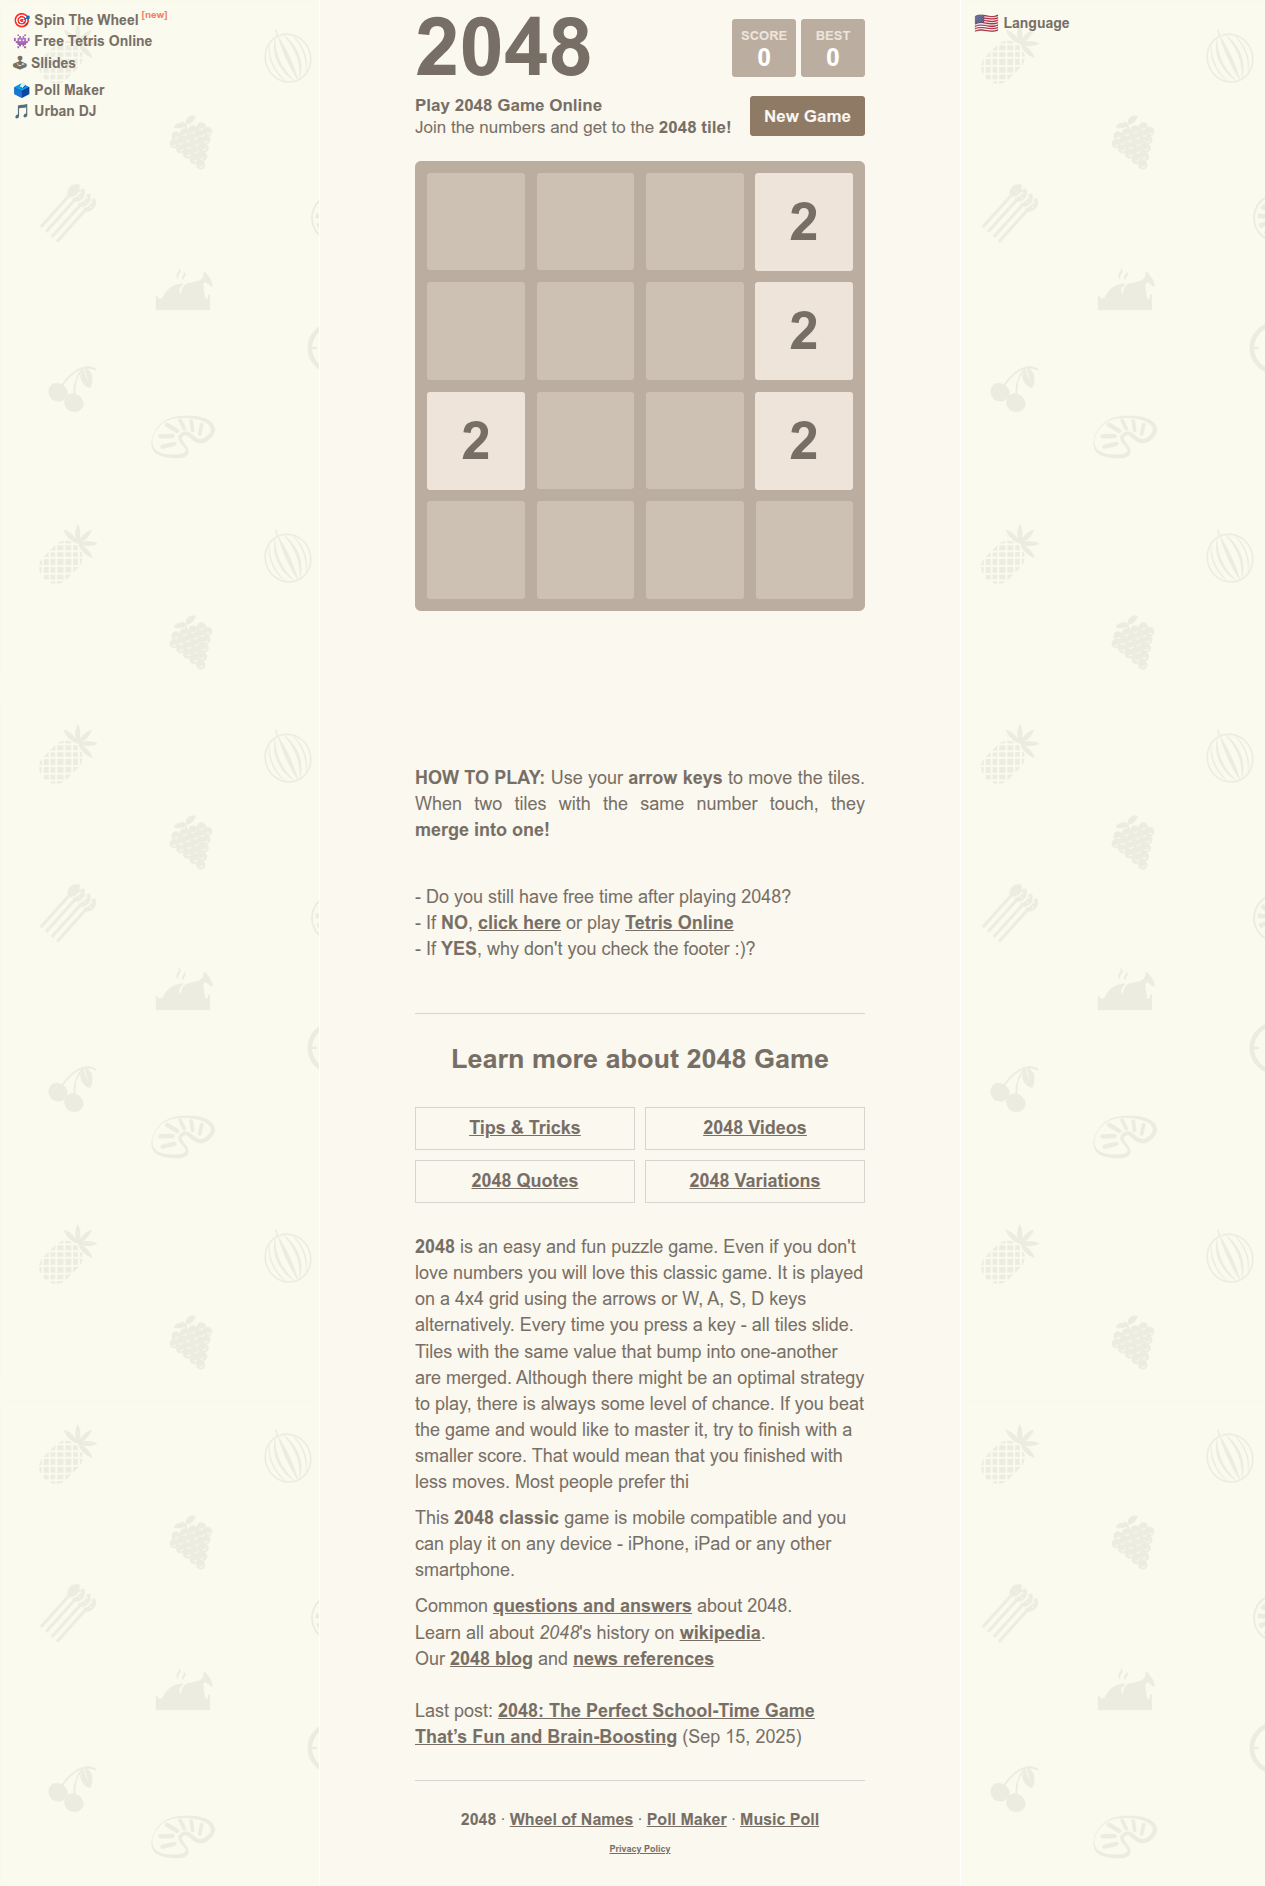 🎯 Spin The Wheel [new]
👾 Free Tetris Online
🕹 Sllides
🗳 Poll Maker
🎵 Urban DJ
🇺🇸 Language
2048
SCORE
0
BEST
0
Play 2048 Game Online
Join the numbers and get to the 2048 tile!
New Game
2
2
2 2
HOW TO PLAY: Use your arrow keys to move the tiles.
When two tiles with the same number touch, they
merge into one!
- Do you still have free time after playing 2048?
- If NO, click here or play Tetris Online
- If YES, why don't you check the footer :)?
Learn more about 2048 Game
Tips & Tricks
2048 Videos
2048 Quotes
2048 Variations
2048 is an easy and fun puzzle game. Even if you don't
love numbers you will love this classic game. It is played
on a 4x4 grid using the arrows or W, A, S, D keys
alternatively. Every time you press a key - all tiles slide.
Tiles with the same value that bump into one-another
are merged. Although there might be an optimal strategy
to play, there is always some level of chance. If you beat
the game and would like to master it, try to finish with a
smaller score. That would mean that you finished with
less moves. Most people prefer thi
This 2048 classic game is mobile compatible and you
can play it on any device - iPhone, iPad or any other
smartphone.
Common questions and answers about 2048.
Learn all about 2048's history on wikipedia.
Our 2048 blog and news references
Last post: 2048: The Perfect School-Time Game
That’s Fun and Brain-Boosting (Sep 15, 2025)
2048 · Wheel of Names · Poll Maker · Music Poll
Privacy Policy